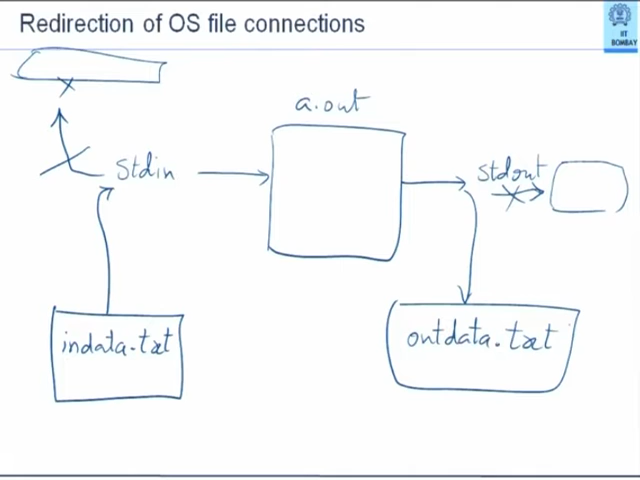 Redirection of OS file connections
IIT
BOMBAY
a.out
stdin
stdout
indata.txt
outdata.txt